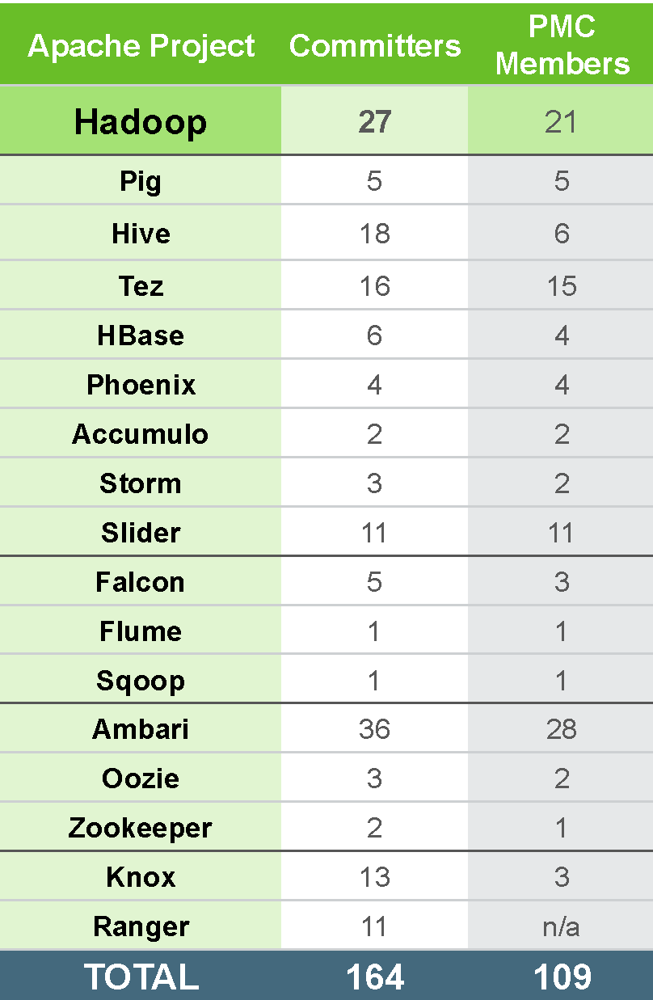 Apache Project Committers PMC Members
Hadoop 27 21
Pig 5 5
Hive 18 6
Tez 16 15
HBase 6 4
Phoenix 4 4
Accumulo 2 2
Storm 3 2
Slider 11 11
Falcon 5 3
Flume 1 1
Sqoop 1 1
Ambari 36 28
Oozie 3 2
Zookeeper 2 1
Knox 13 3
Ranger 11 n/a
TOTAL 164 109